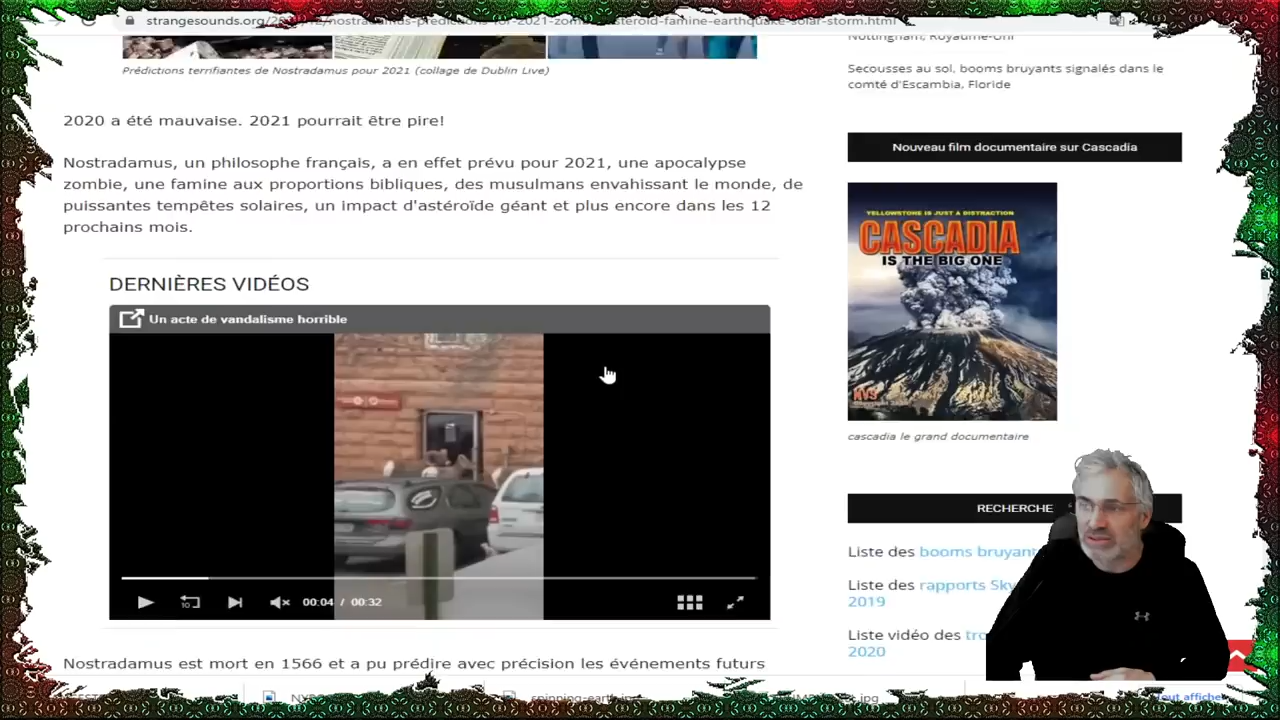 strangesounds.org/
Prédictions terrifiantes de Nostradamus pour 2021 (collage de Dublin Live)
2020 a été mauvaise. 2021 pourrait être pire!
Nostradamus, un philosophe français, a en effet prévu pour 2021, une apocalypse
zombie, une famine aux proportions bibliques, des musulmans envahissant le monde, de
puissantes tempêtes solaires, un impact d'astéroïde géant et plus encore dans les 12
prochains mois.
DERNIÈRES VIDÉOS
Un acte de vandalisme horrible
10
00:04 / 00:32
Nostradamus est mort en 1566 et a pu prédire avec précision les événements futurs
Nottingham, Royaume-Uni
Secousses au sol, booms bruyants signalés dans le
comté d'Escambia, Floride
Nouveau film documentaire sur Cascadia
YELLOWSTONE IS JUST A DISTRACTION
CASCADIA
IS THE BIG ONE
cascadia le grand documentaire
RECHERCHE
Liste des booms bruyant
Liste des rapports Sky
2019
Liste vidéo des
2020